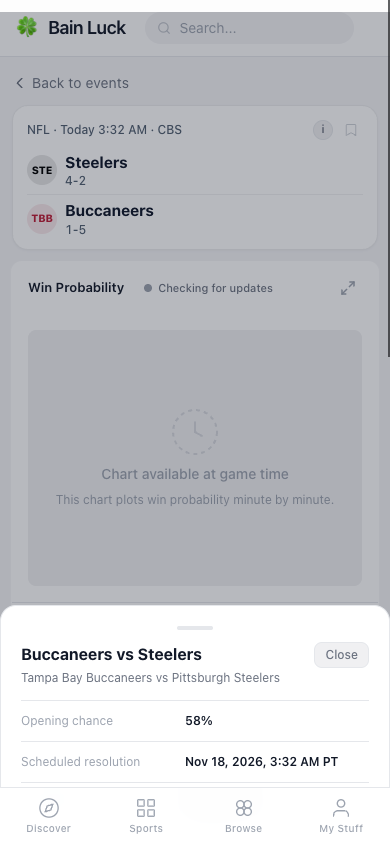 Bain Luck
Search...
Back to events
NFL · Today 3:32 AM · CBS
i
STE
Steelers
4-2
TBB
Buccaneers
1-5
Win Probability
Checking for updates
Chart available at game time
This chart plots win probability minute by minute.
Buccaneers vs Steelers
Close
Tampa Bay Buccaneers vs Pittsburgh Steelers
Opening chance 58%
Scheduled resolution Nov 18, 2026, 3:32 AM PT
Discover Sports Browse My Stuff